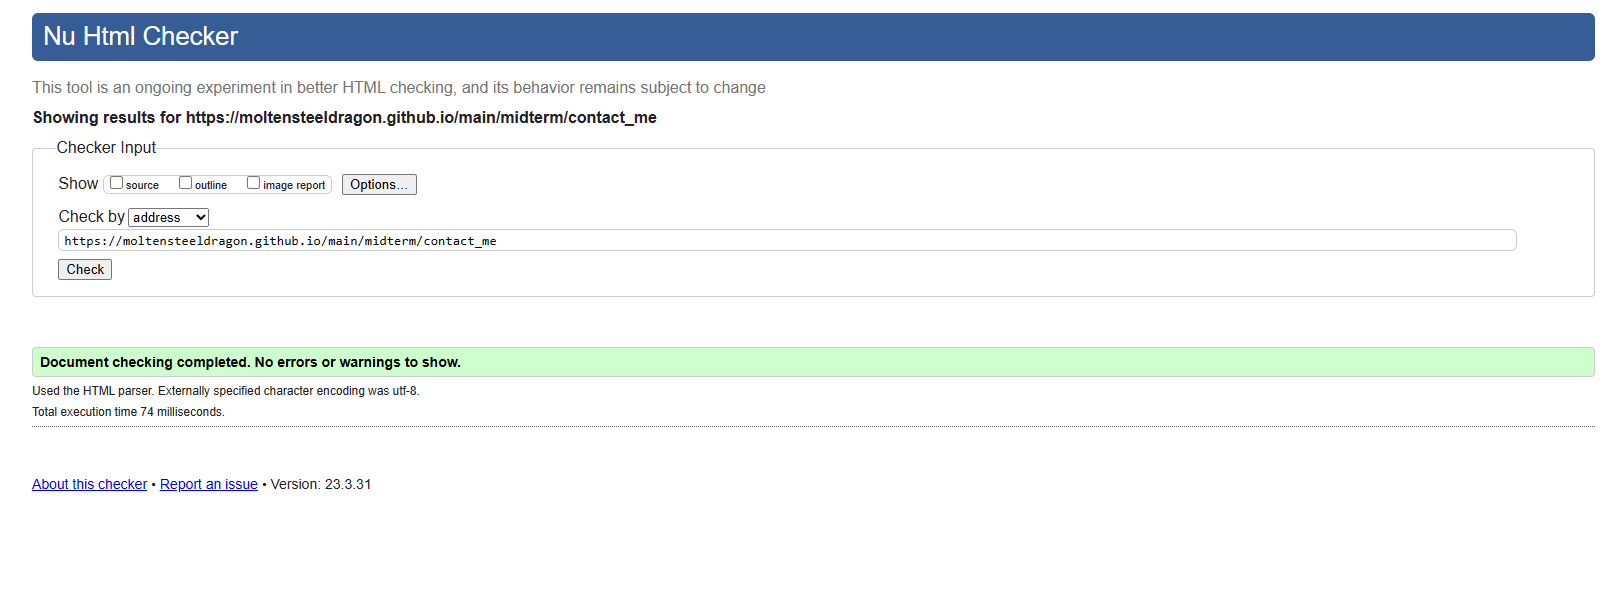 Nu Html Checker
This tool is an ongoing experiment in better HTML checking, and its behavior remains subject to change
Showing results for https://moltensteeldragon.github.io/main/midterm/contact_me
Checker Input
Show source outline image report Options...
Check by address
https://moltensteeldragon.github.io/main/midterm/contact_me
Check
Document checking completed. No errors or warnings to show.
Used the HTML parser. Externally specified character encoding was utf-8.
Total execution time 74 milliseconds.
About this checker • Report an issue • Version: 23.3.31